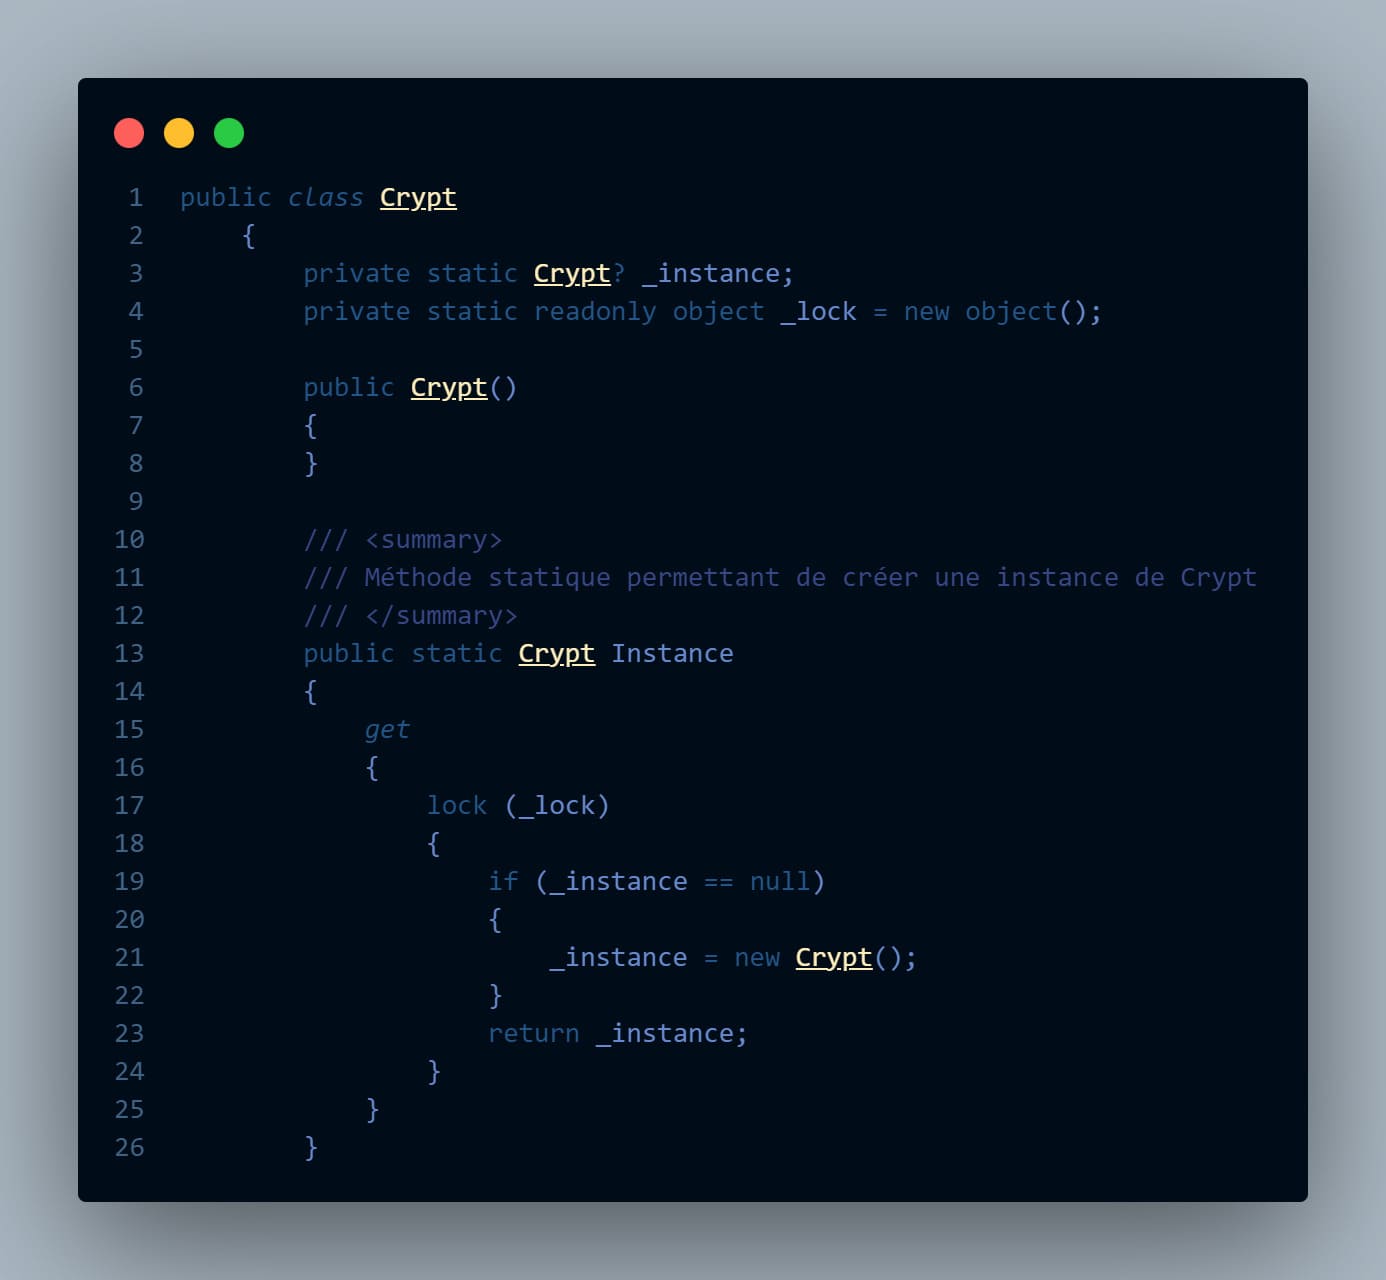 1 public class Crypt
2 {
3 private static Crypt? _instance;
4 private static readonly object _lock = new object();
5
6 public Crypt()
7 {
8 }
9
10 /// <summary>
11 /// Méthode statique permettant de créer une instance de Crypt
12 /// </summary>
13 public static Crypt Instance
14 {
15 get
16 {
17 lock (_lock)
18 {
19 if (_instance == null)
20 {
21 _instance = new Crypt();
22 }
23 return _instance;
24 }
25 }
26 }